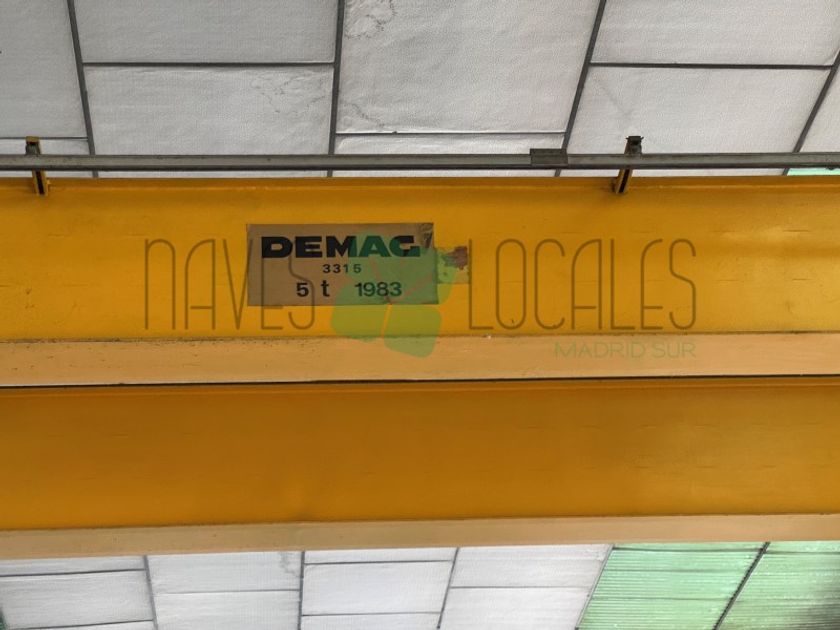 DEMAG
3315
5 t 1983
NAVES LOCALES
MADRID SUR